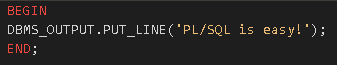 BEGIN
DBMS_OUTPUT.PUT_LINE('PL/SQL is easy!');
END;